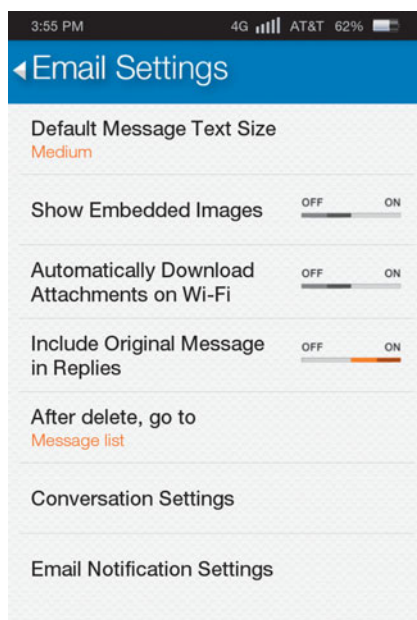 3:55 PM 4G AT&T 62%
Email Settings
Default Message Text Size
Medium
Show Embedded Images OFF ON
Automatically Download
Attachments on Wi-Fi OFF ON
Include Original Message
in Replies OFF ON
After delete, go to
Message list
Conversation Settings
Email Notification Settings